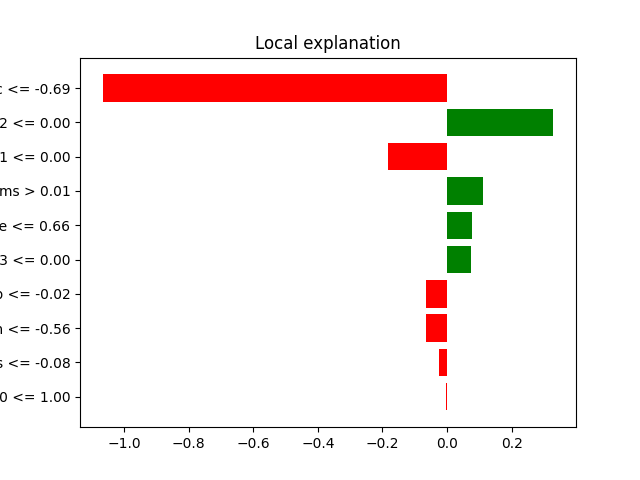 Local explanation
c <= -0.69
2 <= 0.00
1 <= 0.00
ms > 0.01
e <= 0.66
3 <= 0.00
<= -0.02
<= -0.56
s <= -0.08
0 <= 1.00
−1.0 −0.8 −0.6 −0.4 −0.2 0.0 0.2